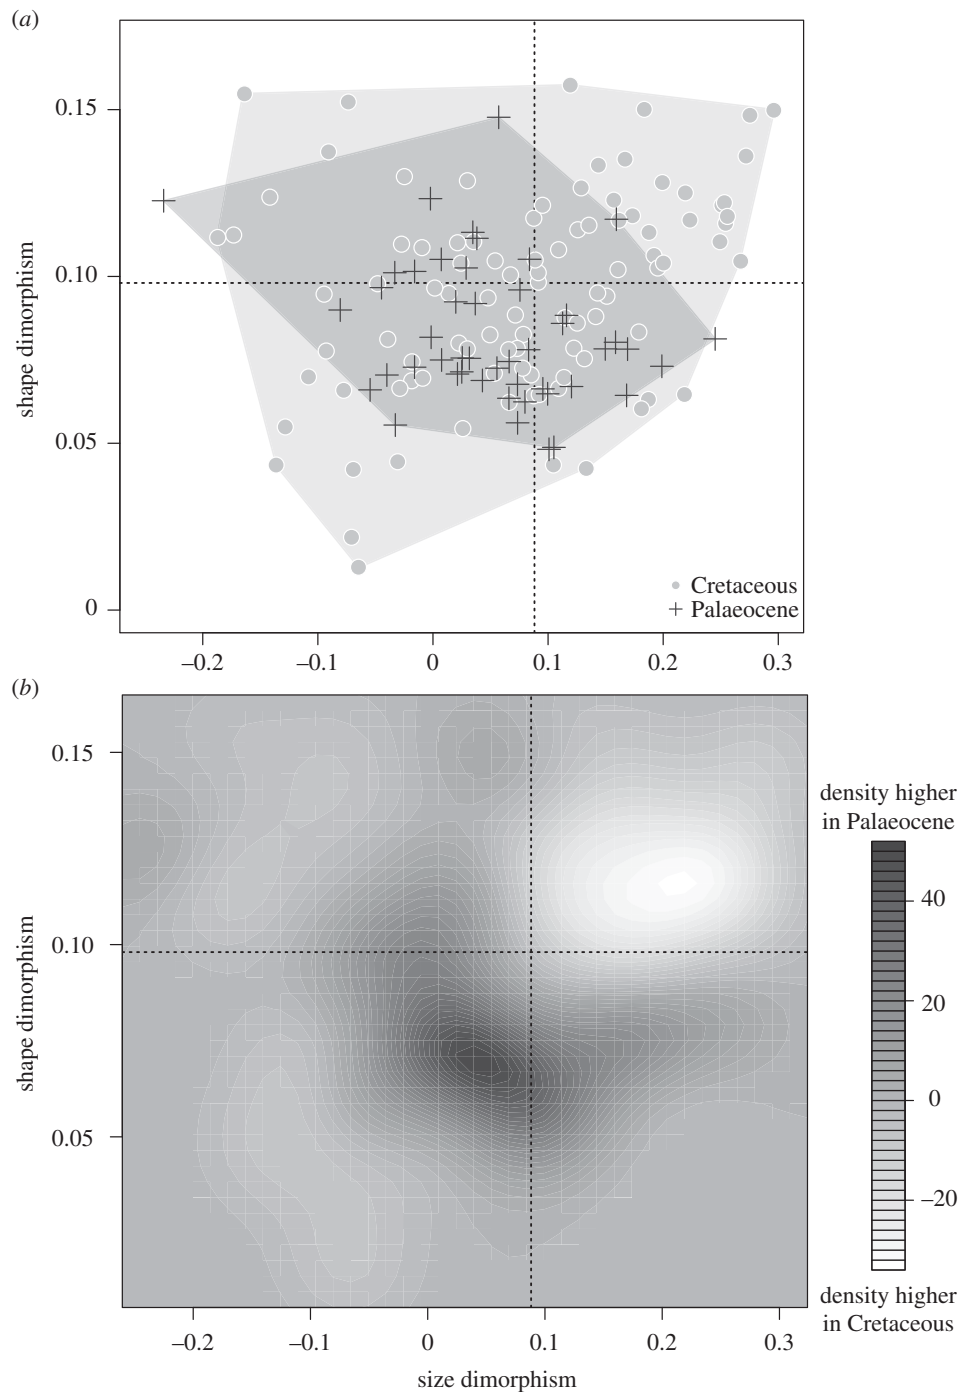 (a)
0.15
0.10
0.05
0
shape dimorphism
Cretaceous
Palaeocene
–0.2 –0.1 0 0.1 0.2 0.3
(b)
0.15
0.10
0.05
shape dimorphism
–0.2 –0.1 0 0.1 0.2 0.3
size dimorphism
density higher
in Palaeocene
40
20
0
–20
density higher
in Cretaceous